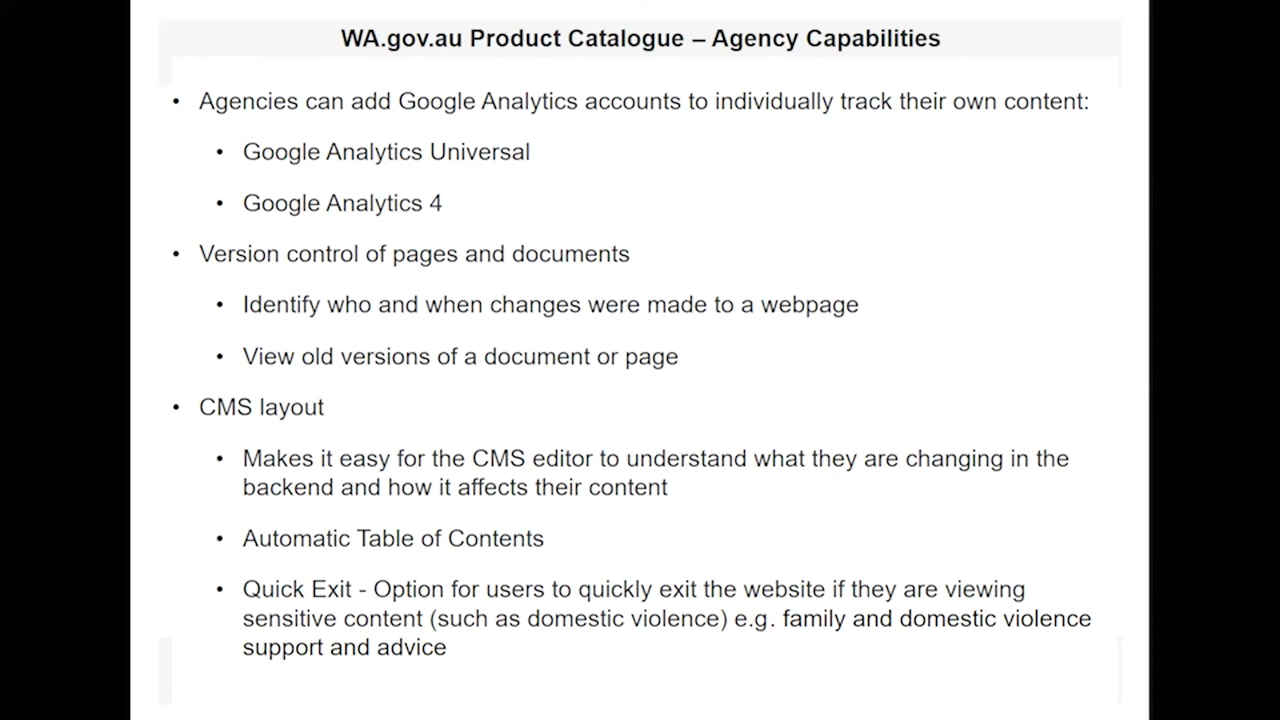 WA.gov.au Product Catalogue – Agency Capabilities
• Agencies can add Google Analytics accounts to individually track their own content:
• Google Analytics Universal
• Google Analytics 4
• Version control of pages and documents
• Identify who and when changes were made to a webpage
• View old versions of a document or page
• CMS layout
• Makes it easy for the CMS editor to understand what they are changing in the
backend and how it affects their content
• Automatic Table of Contents
• Quick Exit - Option for users to quickly exit the website if they are viewing
sensitive content (such as domestic violence) e.g. family and domestic violence
support and advice